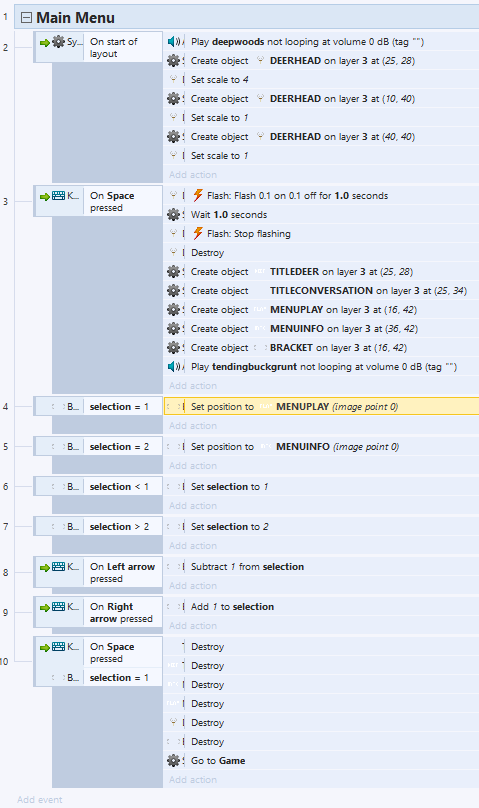 1 Main Menu
2 Sy... On start of layout
Play deepwoods not looping at volume 0 dB (tag "")
Create object DEERHEAD on layer 3 at (25, 28)
Set scale to 4
Create object DEERHEAD on layer 3 at (10, 40)
Set scale to 1
Create object DEERHEAD on layer 3 at (40, 40)
Set scale to 1
Add action
3 K... On Space pressed
Flash: Flash 0.1 on 0.1 off for 1.0 seconds
Wait 1.0 seconds
Flash: Stop flashing
Destroy
Create object TITLEDEER on layer 3 at (25, 28)
Create object TITLECONVERSATION on layer 3 at (25, 34)
Create object MENUPLAY on layer 3 at (16, 42)
Create object MENUINFO on layer 3 at (36, 42)
Create object BRACKET on layer 3 at (16, 42)
Play tendingbuckgrunt not looping at volume 0 dB (tag "")
Add action
4 B... selection = 1 Set position to MENUPLAY (image point 0)
Add action
5 B... selection = 2 Set position to MENUINFO (image point 0)
Add action
6 B... selection < 1 Set selection to 1
Add action
7 B... selection > 2 Set selection to 2
Add action
8 K... On Left arrow pressed
Subtract 1 from selection
Add action
9 K... On Right arrow pressed
Add 1 to selection
Add action
10 K... On Space pressed
B... selection = 1
Destroy
Destroy
Destroy
Destroy
Destroy
Destroy
Go to Game
Add action
Add event